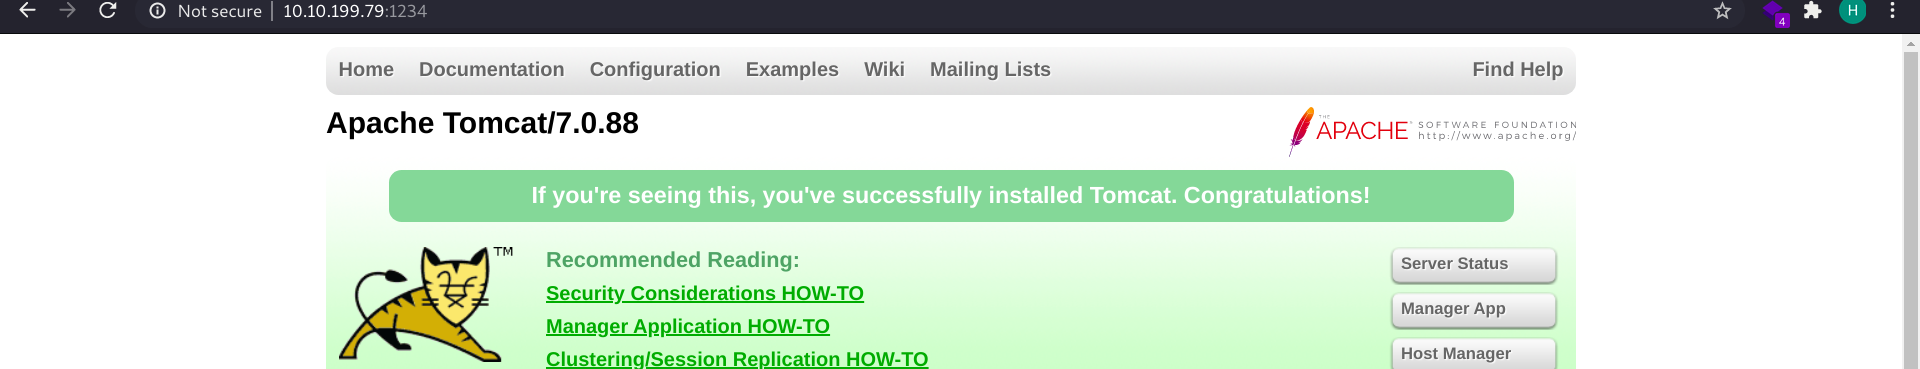 Not secure | 10.10.199.79:1234
4
H
Home Documentation Configuration Examples Wiki Mailing Lists Find Help
Apache Tomcat/7.0.88
THE APACHE® SOFTWARE FOUNDATION
http://www.apache.org/
If you're seeing this, you've successfully installed Tomcat. Congratulations!
TM
Recommended Reading:
Security Considerations HOW-TO
Manager Application HOW-TO
Clustering/Session Replication HOW-TO
Server Status
Manager App
Host Manager